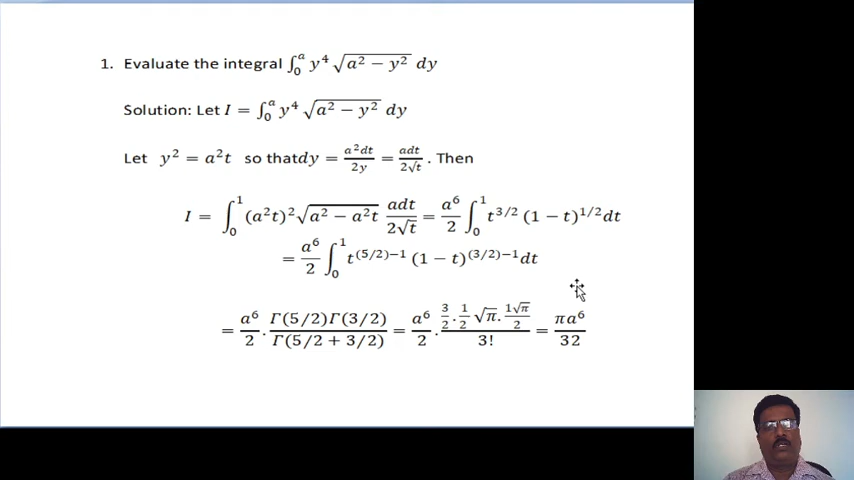 1. Evaluate the integral ∫₀ᵃ y⁴ √(a² − y²) dy
Solution: Let I = ∫₀ᵃ y⁴ √(a² − y²) dy
Let y² = a²t so thatdy = a²dt/2y = adt/2√t . Then
I = ∫₀¹ (a²t)² √(a² − a²t) adt/2√t = a⁶/2 ∫₀¹ t^3/2 (1 − t)^1/2 dt
= a⁶/2 ∫₀¹ t^(5/2)−1 (1 − t)^(3/2)−1 dt
= a⁶/2 . Γ(5/2)Γ(3/2)/Γ(5/2 + 3/2) = a⁶/2 . (3/2 . 1/2 √π . 1√π/2)/3! = πa⁶/32